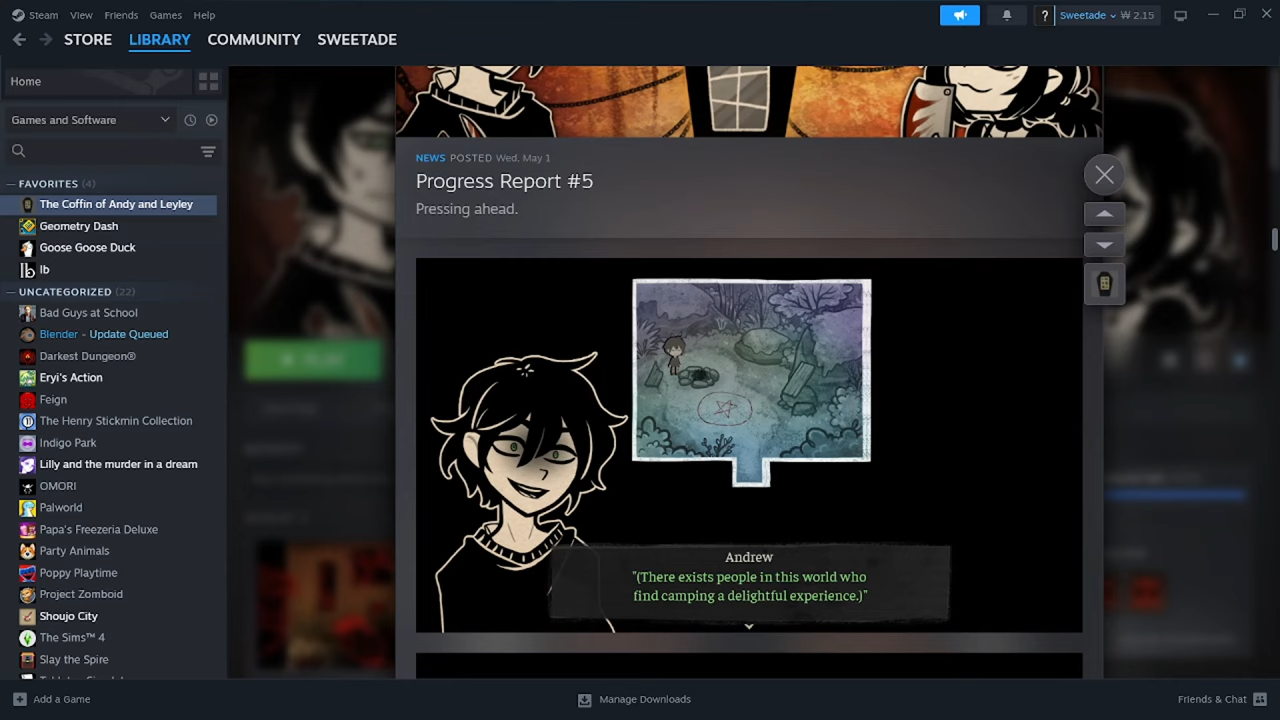 Steam View Friends Games Help
? Sweetade ₩ 2.15
STORE LIBRARY COMMUNITY SWEETADE
Home
Games and Software
FAVORITES (4)
The Coffin of Andy and Leyley
Geometry Dash
Goose Goose Duck
Ib
UNCATEGORIZED (22)
Bad Guys at School
Blender - Update Queued
Darkest Dungeon®
Eryi's Action
Feign
The Henry Stickmin Collection
Indigo Park
Lilly and the murder in a dream
OMORI
Palworld
Papa's Freezeria Deluxe
Party Animals
Poppy Playtime
Project Zomboid
Shoujo City
The Sims™ 4
Slay the Spire
NEWS POSTED Wed, May 1
Progress Report #5
Pressing ahead.
Andrew
"(There exists people in this world who
find camping a delightful experience.)"
Add a Game
Manage Downloads
Friends & Chat